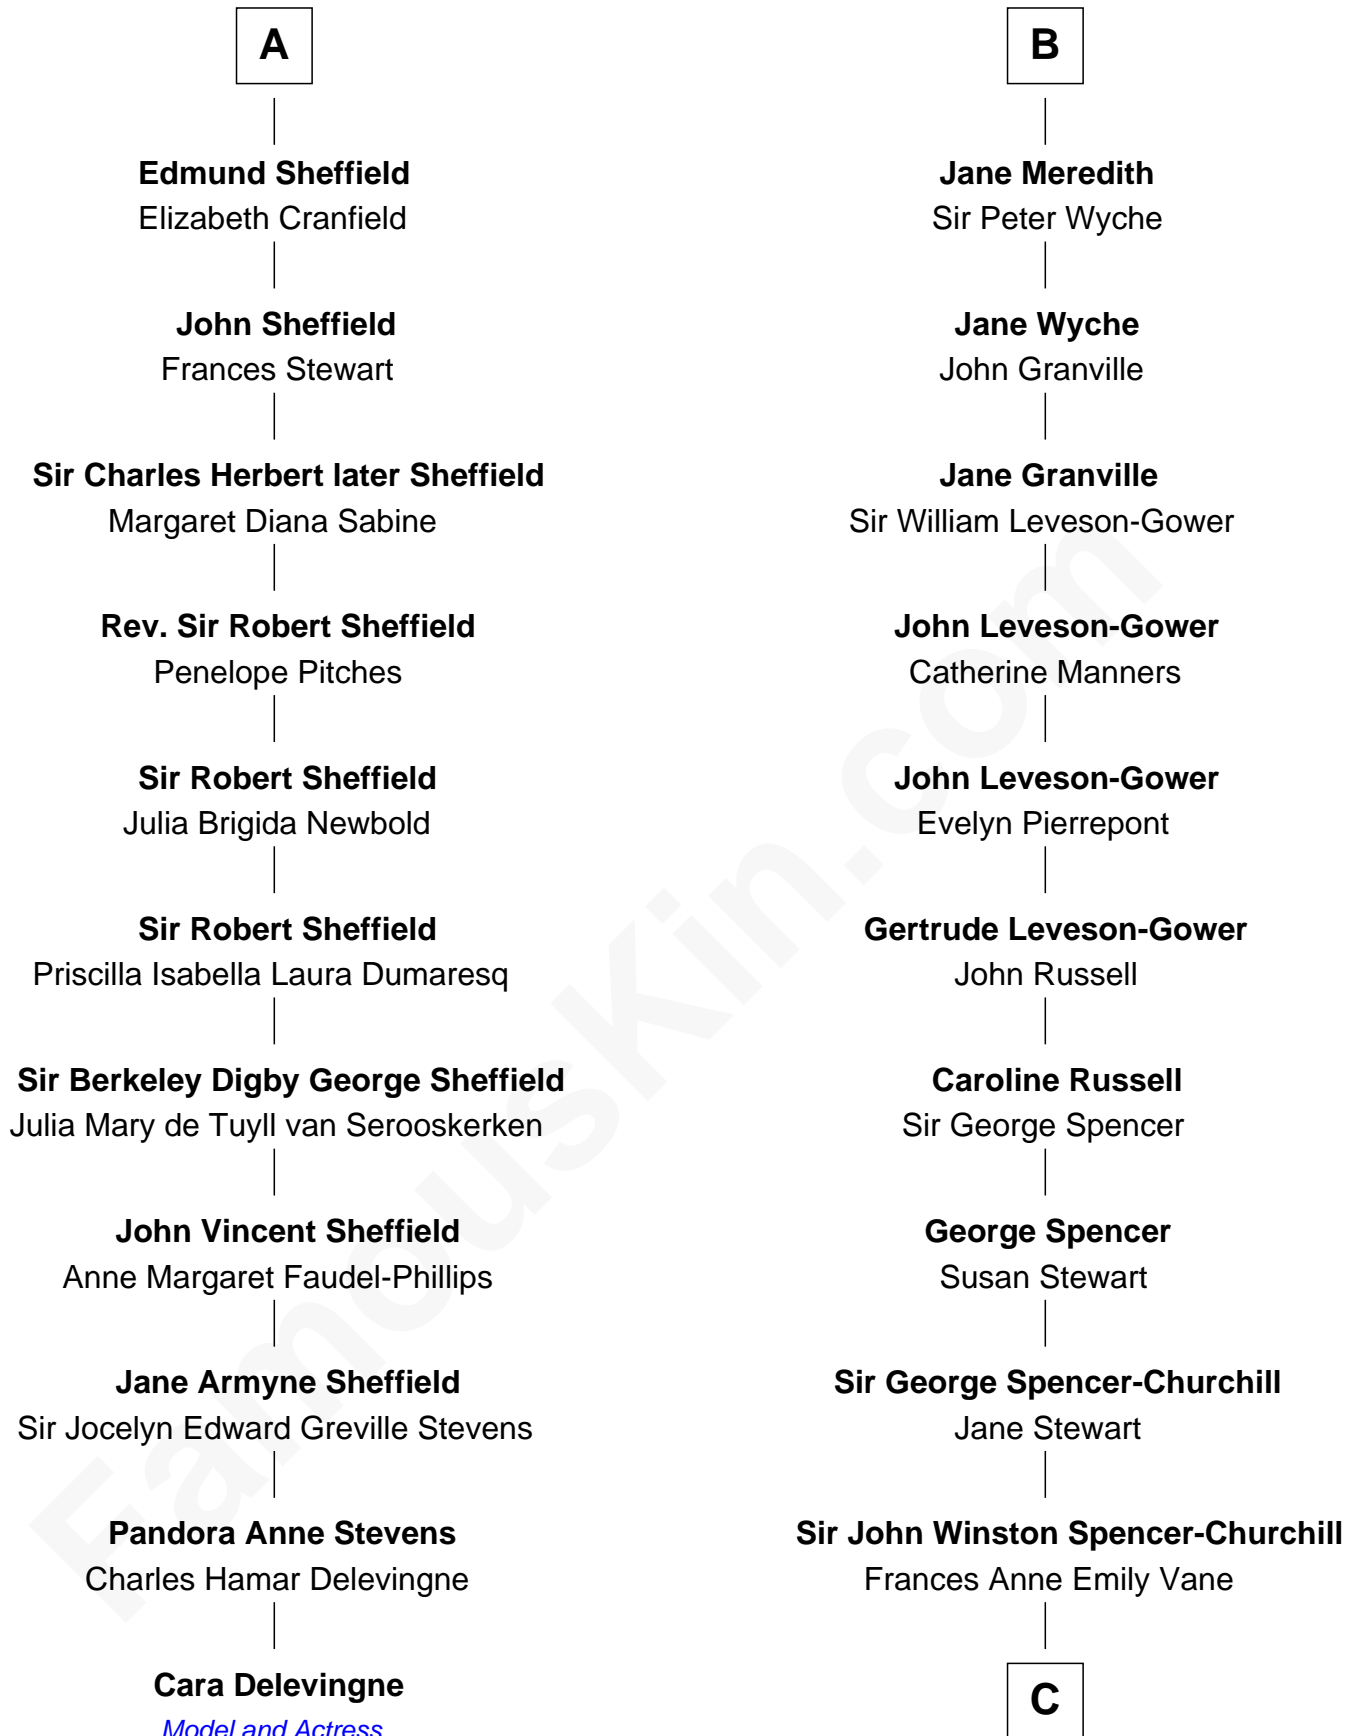 A
Edmund Sheffield
Elizabeth Cranfield
John Sheffield
Frances Stewart
Sir Charles Herbert later Sheffield
Margaret Diana Sabine
Rev. Sir Robert Sheffield
Penelope Pitches
Sir Robert Sheffield
Julia Brigida Newbold
Sir Robert Sheffield
Priscilla Isabella Laura Dumaresq
Sir Berkeley Digby George Sheffield
Julia Mary de Tuyll van Serooskerken
John Vincent Sheffield
Anne Margaret Faudel-Phillips
Jane Armyne Sheffield
Sir Jocelyn Edward Greville Stevens
Pandora Anne Stevens
Charles Hamar Delevingne
Cara Delevingne
Model and Actress
B
Jane Meredith
Sir Peter Wyche
Jane Wyche
John Granville
Jane Granville
Sir William Leveson-Gower
John Leveson-Gower
Catherine Manners
John Leveson-Gower
Evelyn Pierrepont
Gertrude Leveson-Gower
John Russell
Caroline Russell
Sir George Spencer
George Spencer
Susan Stewart
Sir George Spencer-Churchill
Jane Stewart
Sir John Winston Spencer-Churchill
Frances Anne Emily Vane
C
FamousKin.com